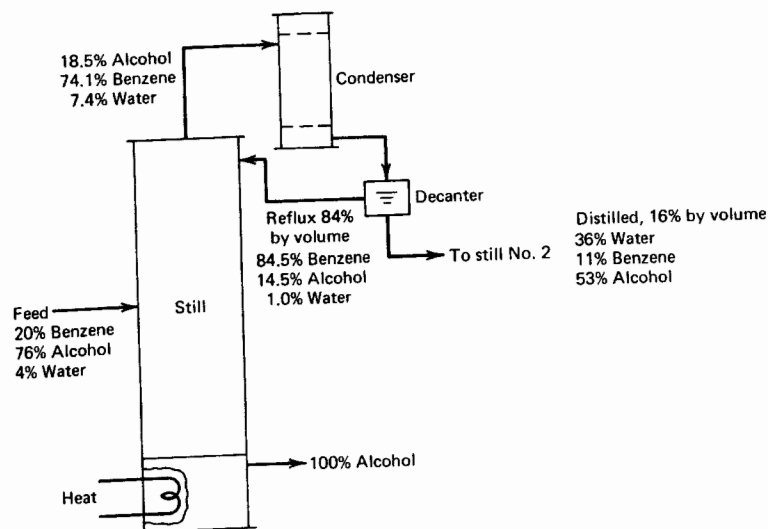 18.5% Alcohol
74.1% Benzene
7.4% Water
Condenser
Decanter
Reflux 84%
by volume
84.5% Benzene
14.5% Alcohol
1.0% Water
To still No. 2
Distilled, 16% by volume
36% Water
11% Benzene
53% Alcohol
Feed
20% Benzene
76% Alcohol
4% Water
Still
100% Alcohol
Heat